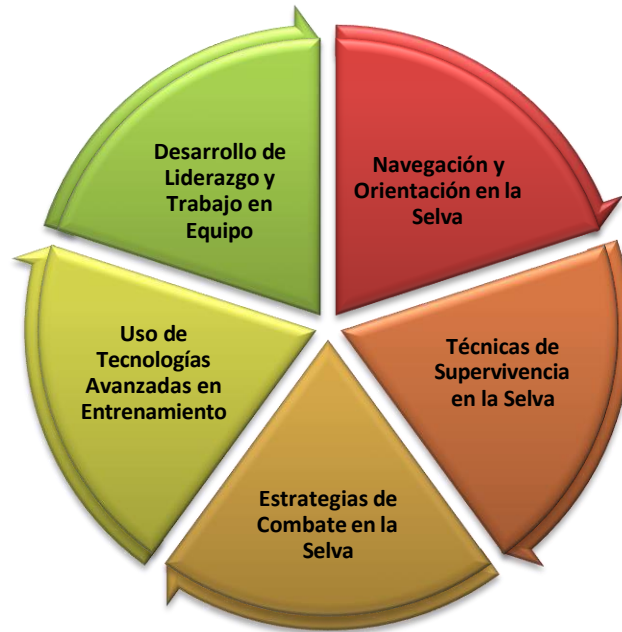 Desarrollo de
Liderazgo y
Trabajo en
Equipo
Navegación y
Orientación en la
Selva
Uso de
Tecnologías
Avanzadas en
Entrenamiento
Técnicas de
Supervivencia
en la Selva
Estrategias de
Combate en la
Selva